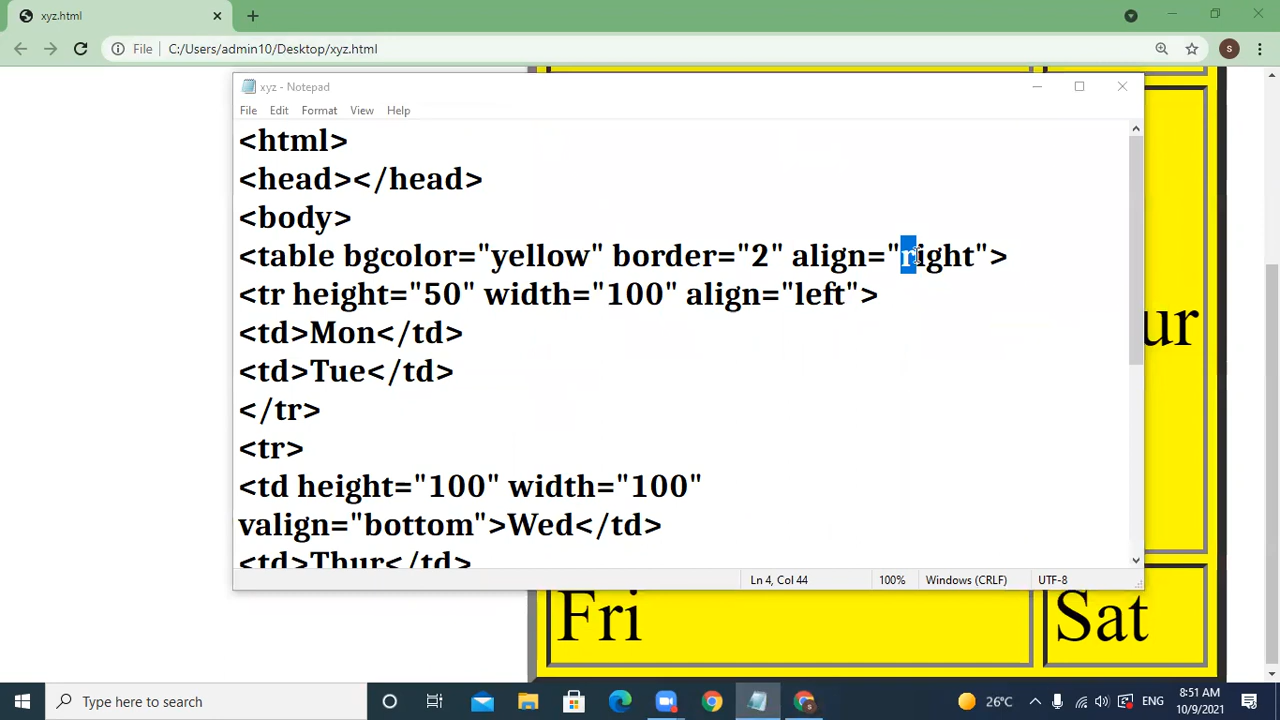 xyz.html
File C:/Users/admin10/Desktop/xyz.html
s
xyz - Notepad
File Edit Format View Help
<html>
<head></head>
<body>
<table bgcolor="yellow" border="2" align="right">
<tr height="50" width="100" align="left">
<td>Mon</td>
<td>Tue</td>
</tr>
<tr>
<td height="100" width="100"
valign="bottom">Wed</td>
<td>Thur</td>
Ln 4, Col 44 100% Windows (CRLF) UTF-8
ur
Fri Sat
Type here to search
26°C ENG
8:51 AM
10/9/2021